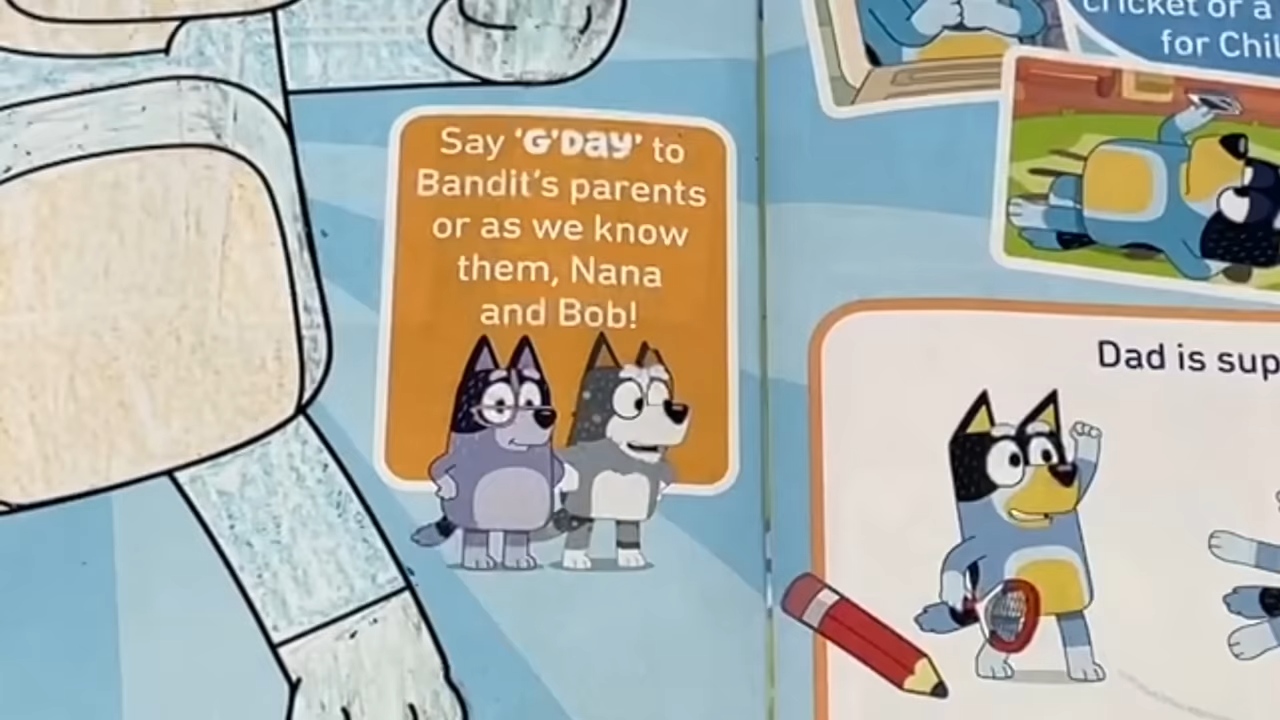 Say 'G'Day' to
Bandit's parents
or as we know
them, Nana
and Bob!
cricket or a
for Chil
Dad is sup